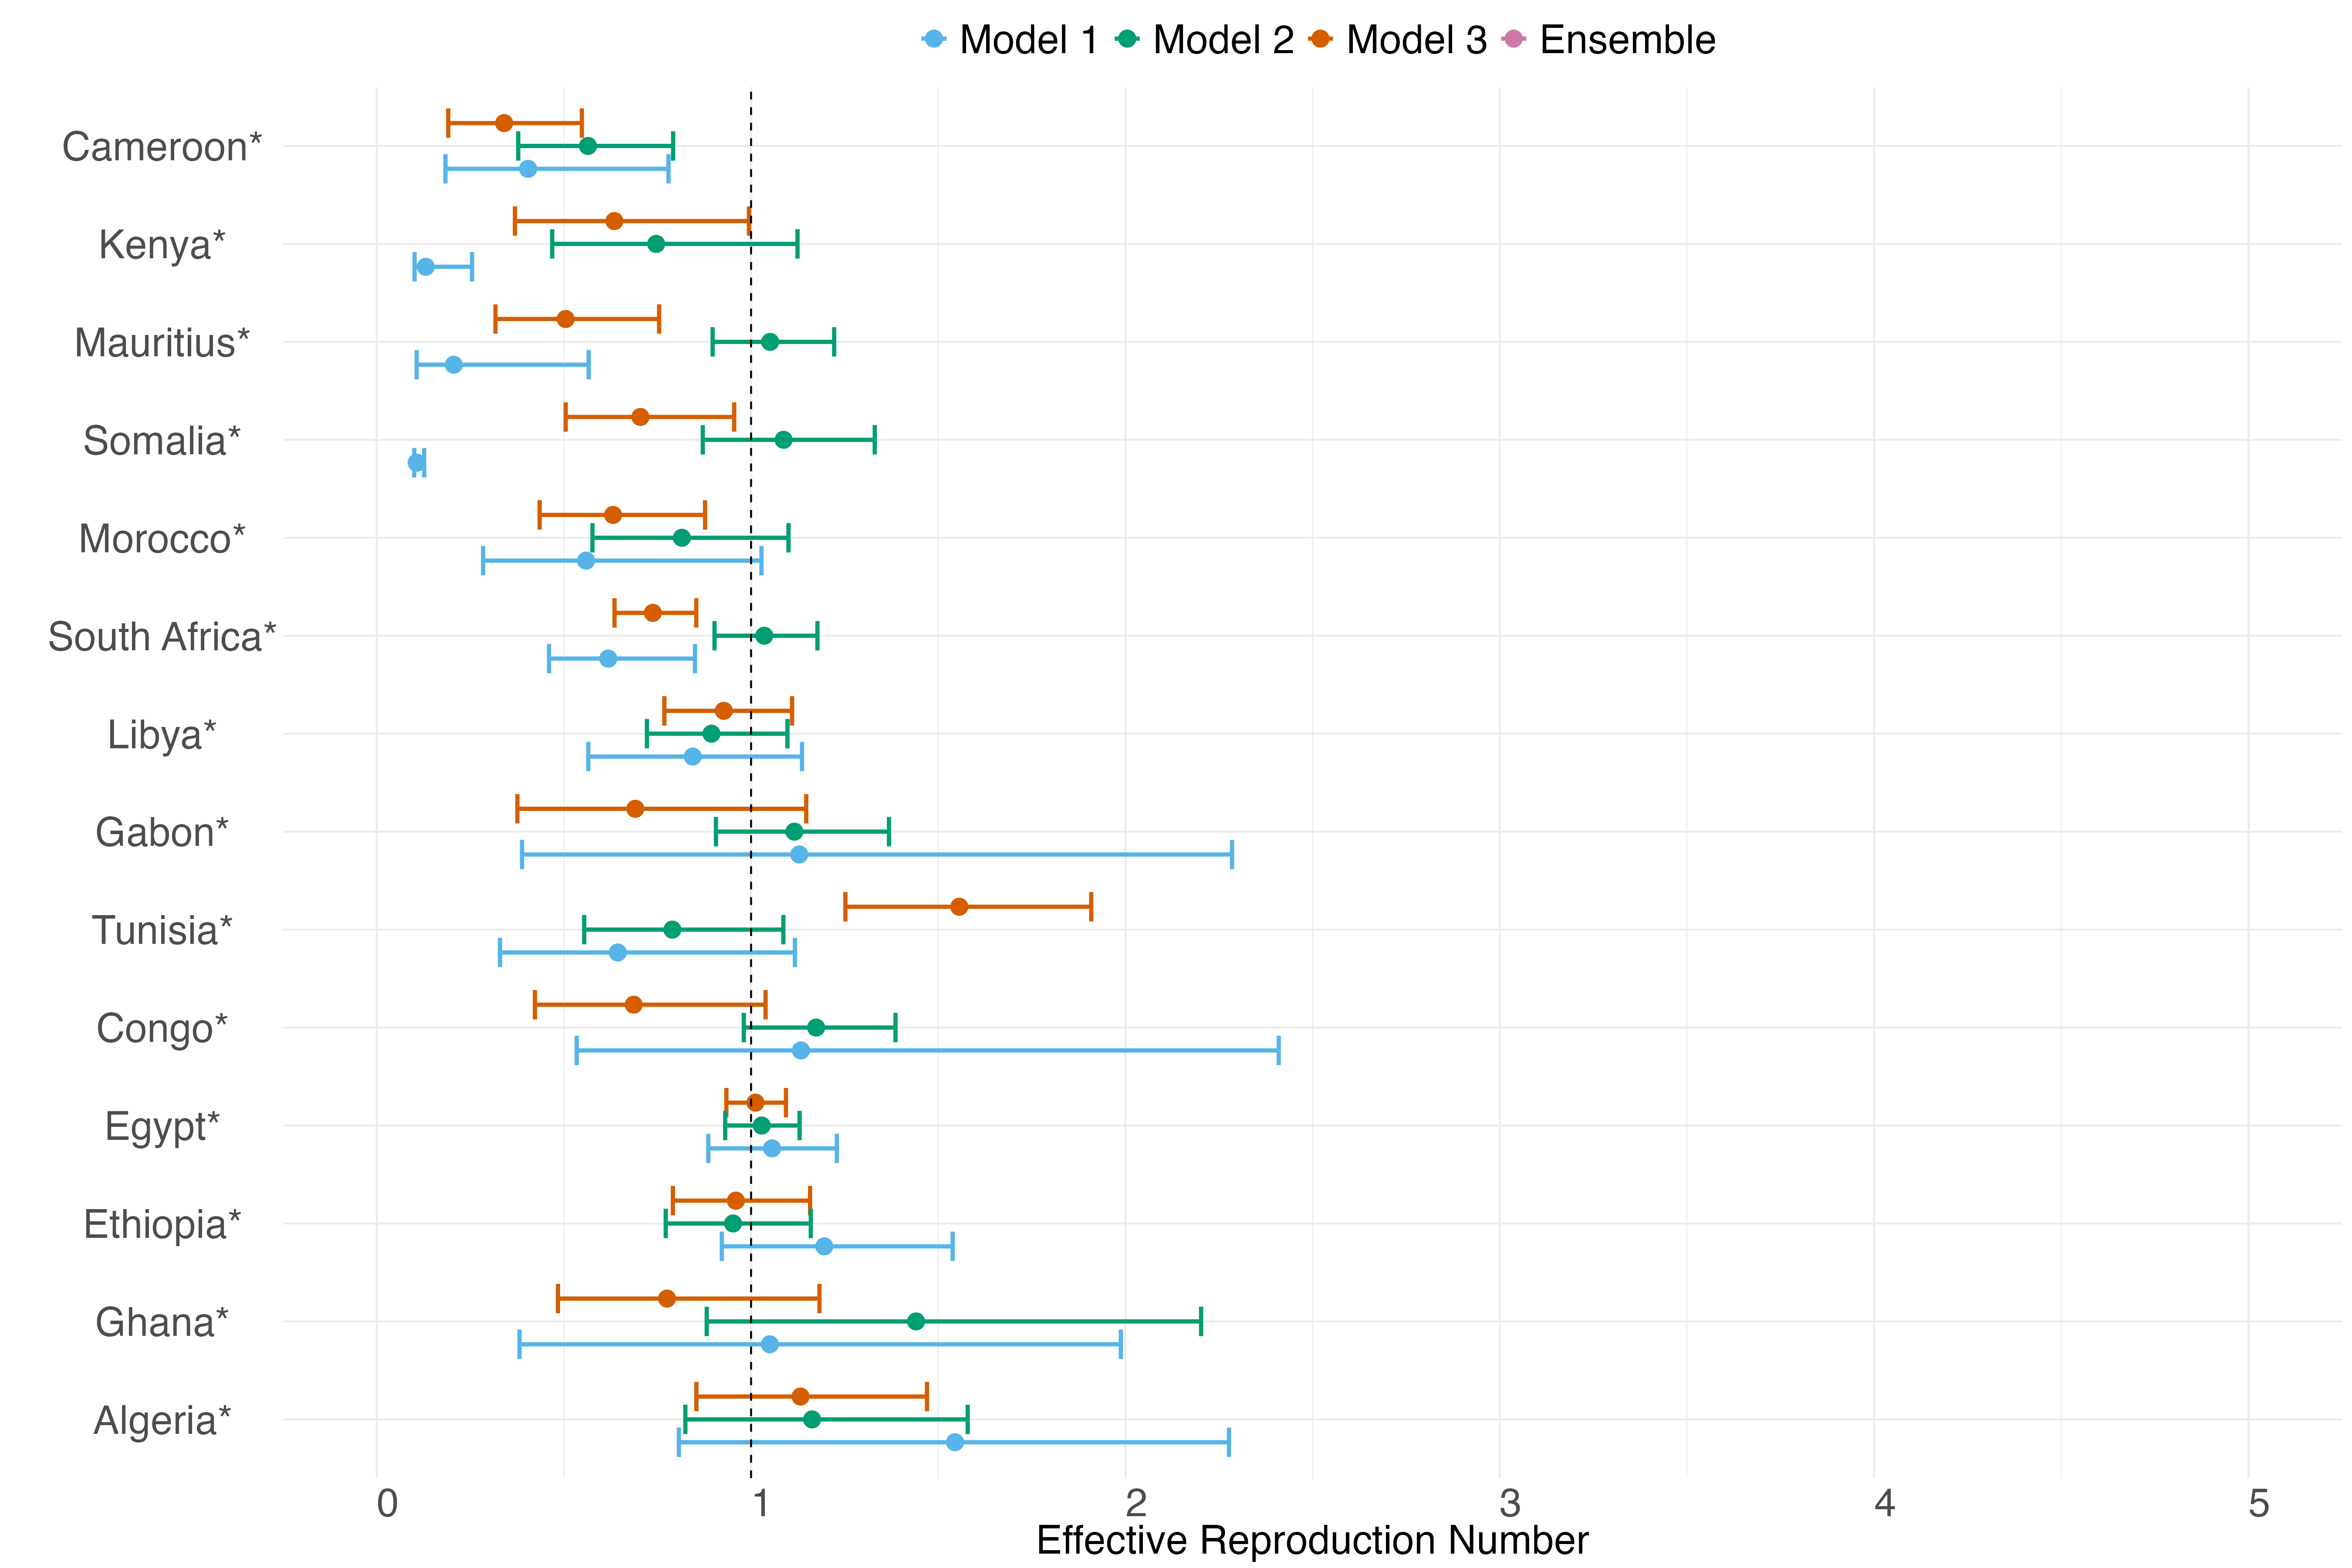 Model 1 Model 2 Model 3 Ensemble
Cameroon*
Kenya*
Mauritius*
Somalia*
Morocco*
South Africa*
Libya*
Gabon*
Tunisia*
Congo*
Egypt*
Ethiopia*
Ghana*
Algeria*
0 1 2 3 4 5
Effective Reproduction Number